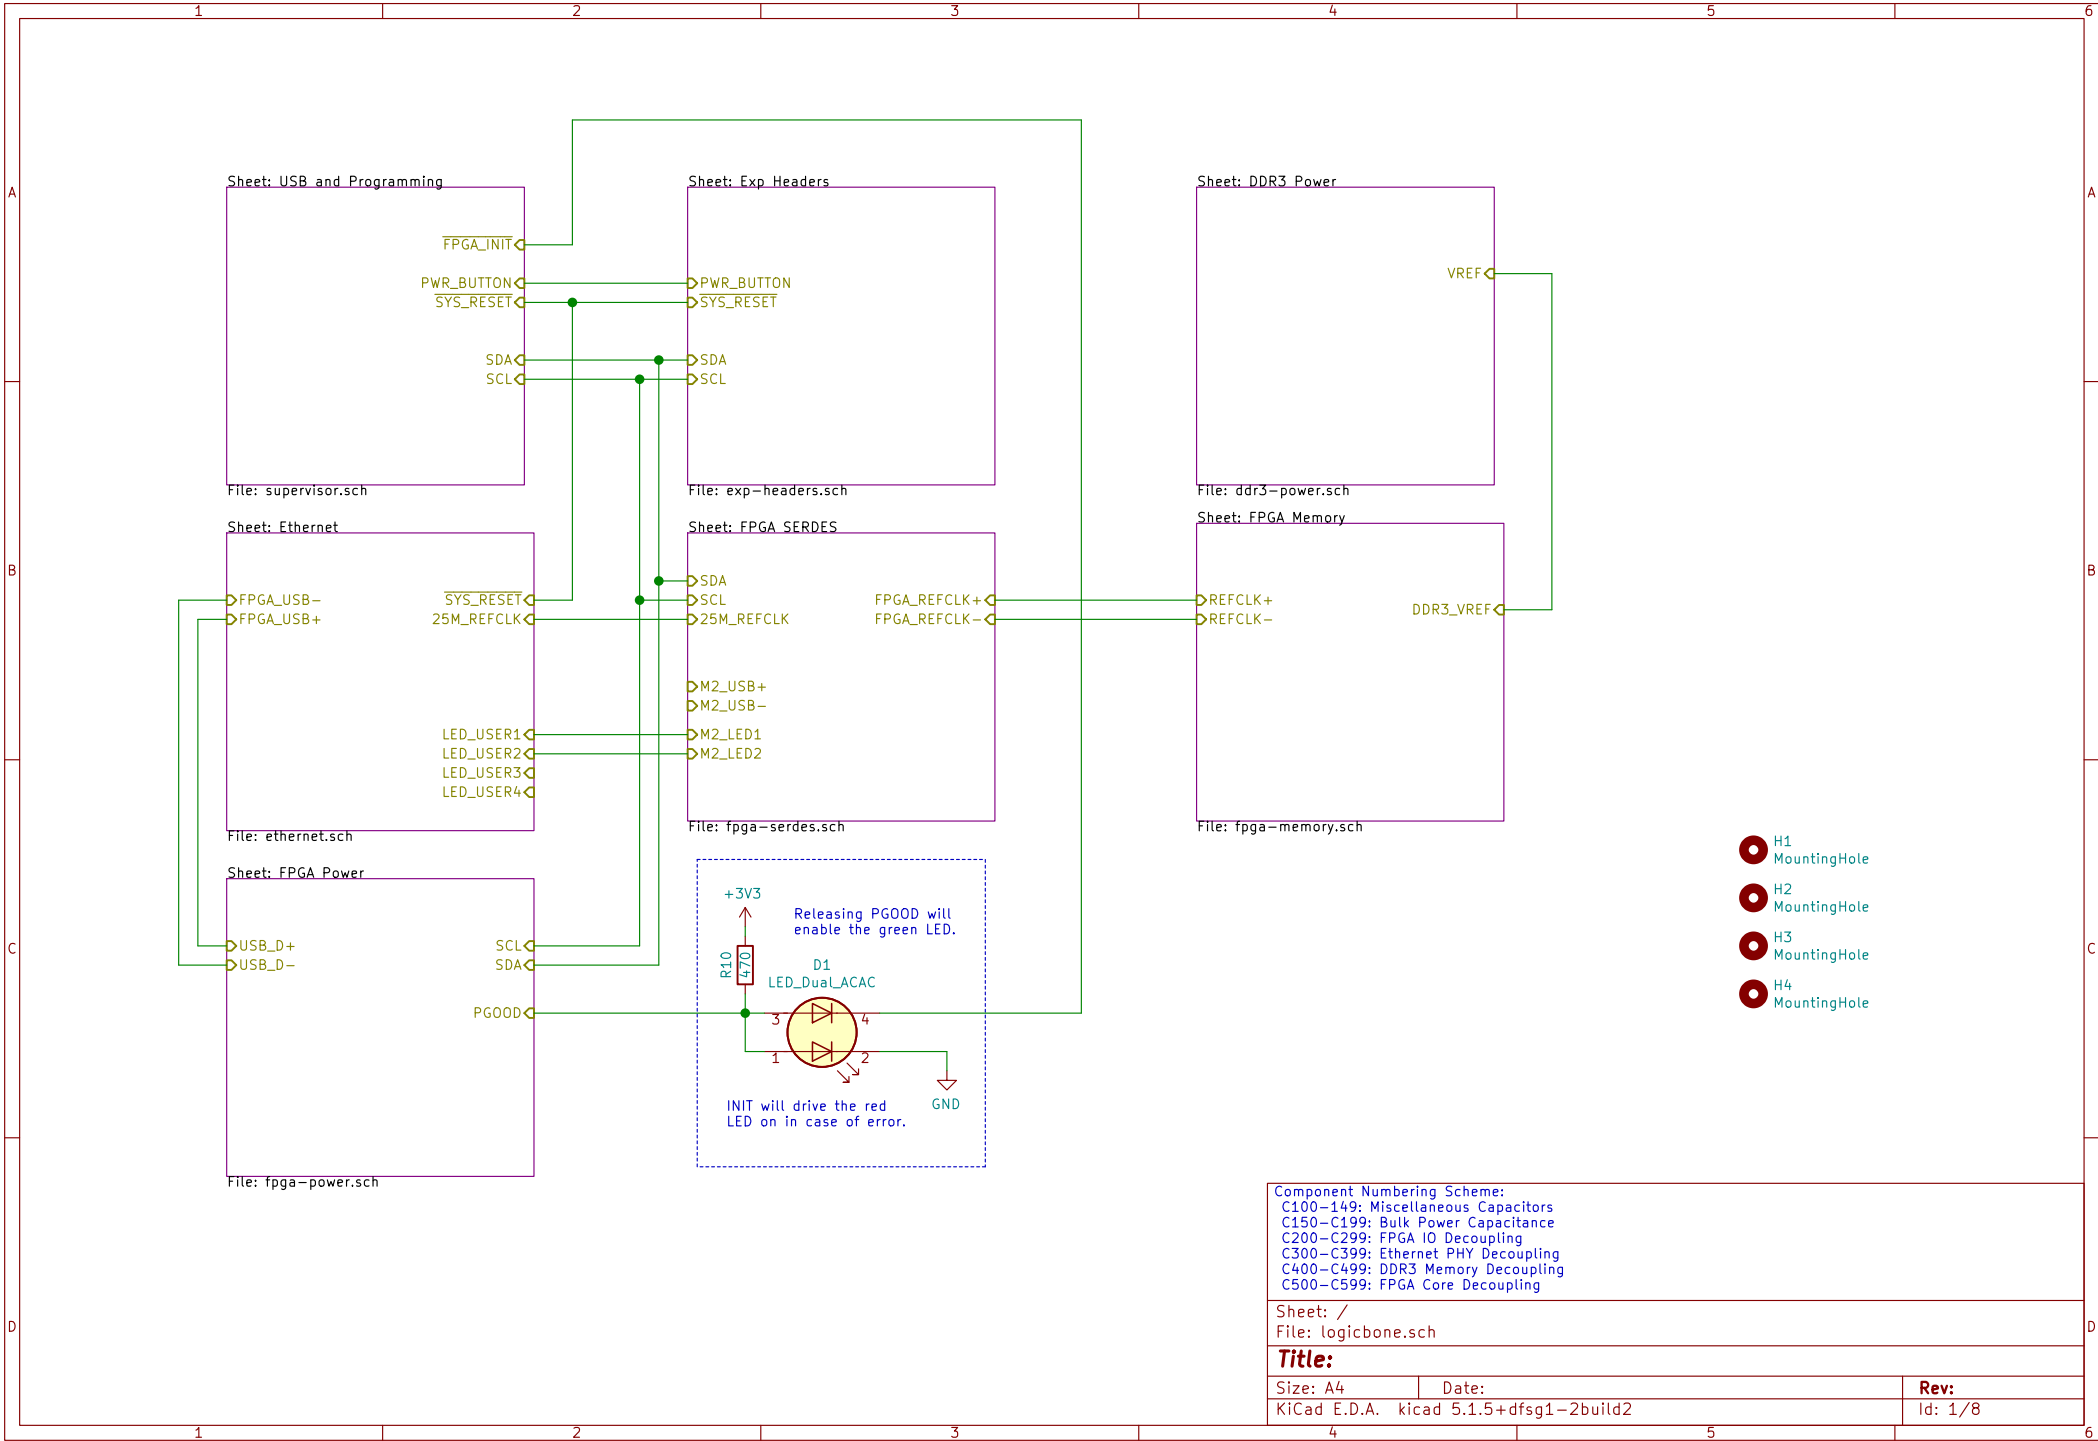 1 2 3 4 5 6
A
B
C
D
A
B
C
D
Sheet: USB and Programming
FPGA_INIT
PWR_BUTTON
SYS_RESET
SDA
SCL
File: supervisor.sch
Sheet: Exp Headers
PWR_BUTTON
SYS_RESET
SDA
SCL
File: exp-headers.sch
Sheet: DDR3 Power
VREF
File: ddr3-power.sch
Sheet: Ethernet
FPGA_USB-
FPGA_USB+
SYS_RESET
25M_REFCLK
LED_USER1
LED_USER2
LED_USER3
LED_USER4
File: ethernet.sch
Sheet: FPGA SERDES
SDA
SCL
25M_REFCLK
M2_USB+
M2_USB-
M2_LED1
M2_LED2
FPGA_REFCLK+
FPGA_REFCLK-
File: fpga-serdes.sch
Sheet: FPGA Memory
REFCLK+
REFCLK-
DDR3_VREF
File: fpga-memory.sch
Sheet: FPGA Power
USB_D+
USB_D-
SCL
SDA
PGOOD
File: fpga-power.sch
+3V3
Releasing PGOOD will
enable the green LED.
R10
470
D1
LED_Dual_ACAC
3
4
1
2
GND
INIT will drive the red
LED on in case of error.
H1
MountingHole
H2
MountingHole
H3
MountingHole
H4
MountingHole
Component Numbering Scheme:
C100-149: Miscellaneous Capacitors
C150-C199: Bulk Power Capacitance
C200-C299: FPGA IO Decoupling
C300-C399: Ethernet PHY Decoupling
C400-C499: DDR3 Memory Decoupling
C500-C599: FPGA Core Decoupling
Sheet: /
File: logicbone.sch
Title:
Size: A4 Date: Rev:
KiCad E.D.A. kicad 5.1.5+dfsg1-2build2 Id: 1/8
1 2 3 4 5 6